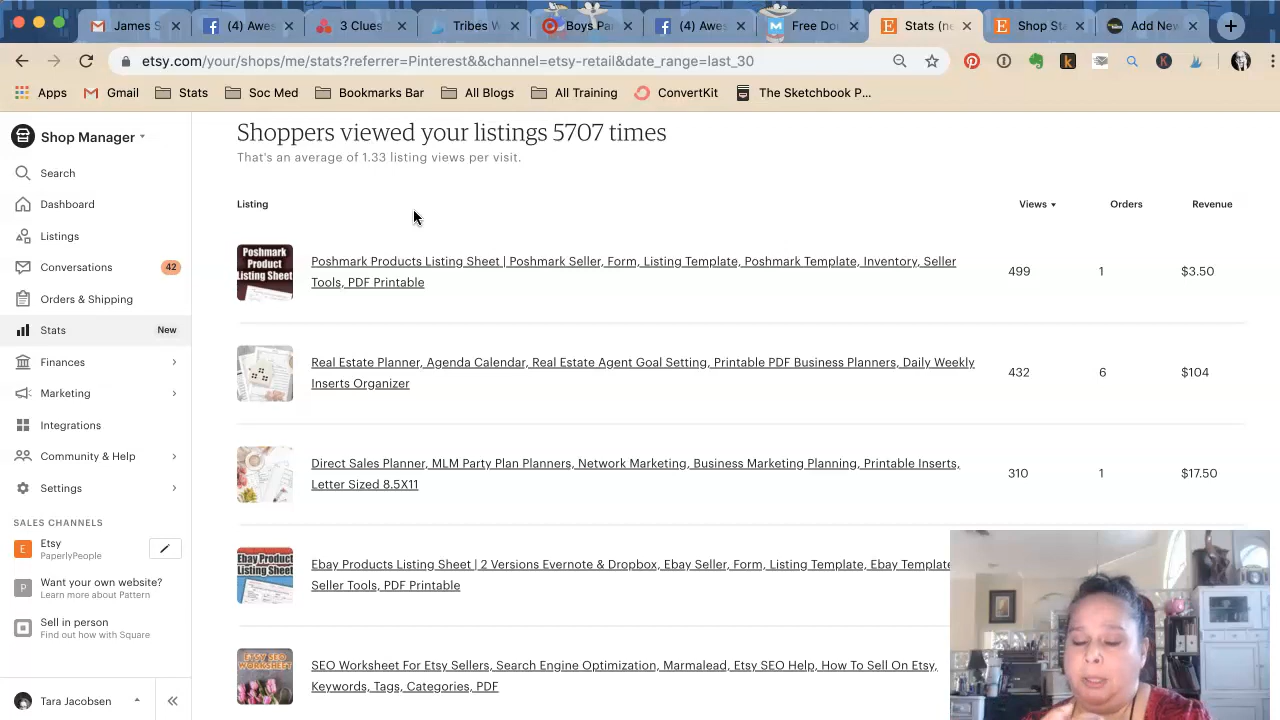 James S
(4) Awes
3 Clues
Tribes W
Boys Pa
(4) Awes
Free Do
Stats (ne
Shop Sta
Add New
etsy.com/your/shops/me/stats?referrer=Pinterest&&channel=etsy-retail&date_range=last_30
Apps
Gmail
Stats
Soc Med
Bookmarks Bar
All Blogs
All Training
ConvertKit
The Sketchbook P...
Shop Manager
Search
Dashboard
Listings
Conversations 42
Orders & Shipping
Stats New
Finances
Marketing
Integrations
Community & Help
Settings
SALES CHANNELS
E Etsy
PaperlyPeople
P Want your own website?
Learn more about Pattern
Sell in person
Find out how with Square
Tara Jacobsen
Shoppers viewed your listings 5707 times
That's an average of 1.33 listing views per visit.
Listing Views Orders Revenue
Poshmark
Product
Listing Sheet
Poshmark Products Listing Sheet | Poshmark Seller, Form, Listing Template, Poshmark Template, Inventory, Seller
Tools, PDF Printable
499 1 $3.50
Real Estate Planner, Agenda Calendar, Real Estate Agent Goal Setting, Printable PDF Business Planners, Daily Weekly
Inserts Organizer
432 6 $104
Direct Sales Planner, MLM Party Plan Planners, Network Marketing, Business Marketing Planning, Printable Inserts,
Letter Sized 8.5X11
310 1 $17.50
Ebay Product
Listing Sheet
Ebay Products Listing Sheet | 2 Versions Evernote & Dropbox, Ebay Seller, Form, Listing Template, Ebay Template
Seller Tools, PDF Printable
ETSY SEO
WORKSHEET
SEO Worksheet For Etsy Sellers, Search Engine Optimization, Marmalead, Etsy SEO Help, How To Sell On Etsy,
Keywords, Tags, Categories, PDF